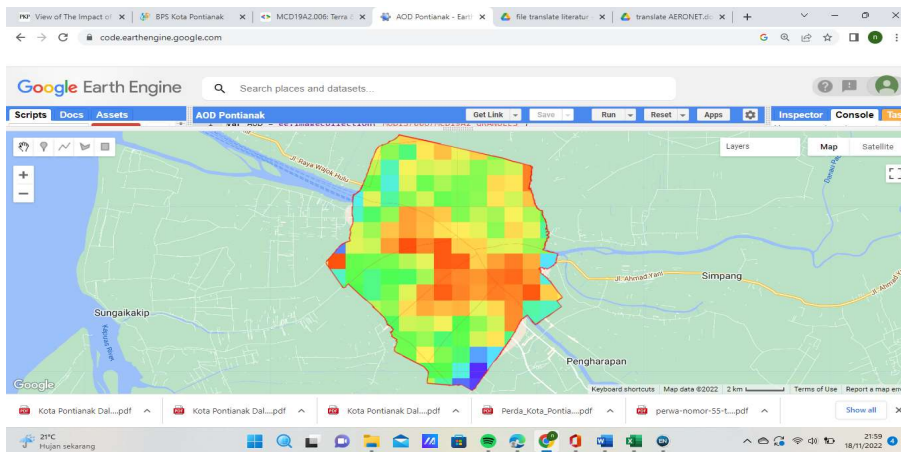 View of The Impact of
BPS Kota Pontianak
MCD19A2.006: Terra &
AOD Pontianak - Earth
file translate literatur
translate AERONET.do
code.earthengine.google.com
Google Earth Engine
Search places and datasets...
Scripts Docs Assets
AOD Pontianak
Get Link Save Run Reset Apps
Inspector Console Tas
Layers
Map Satellite
Jl. Raya Wajok Hulu
Jl. Ahmad Yani
Simpang
Jl. Ahmad Y
Sungaikakip
Kapuas River
Pengharapan
Google
Keyboard shortcuts Map data ©2022 2 km Terms of Use Report a map err
Kota Pontianak Dal....pdf
Kota Pontianak Dal....pdf
Kota Pontianak Dal....pdf
Perda_Kota_Pontia....pdf
perwa-nomor-55-t....pdf
Show all
21°C
Hujan sekarang
21:59
18/11/2022